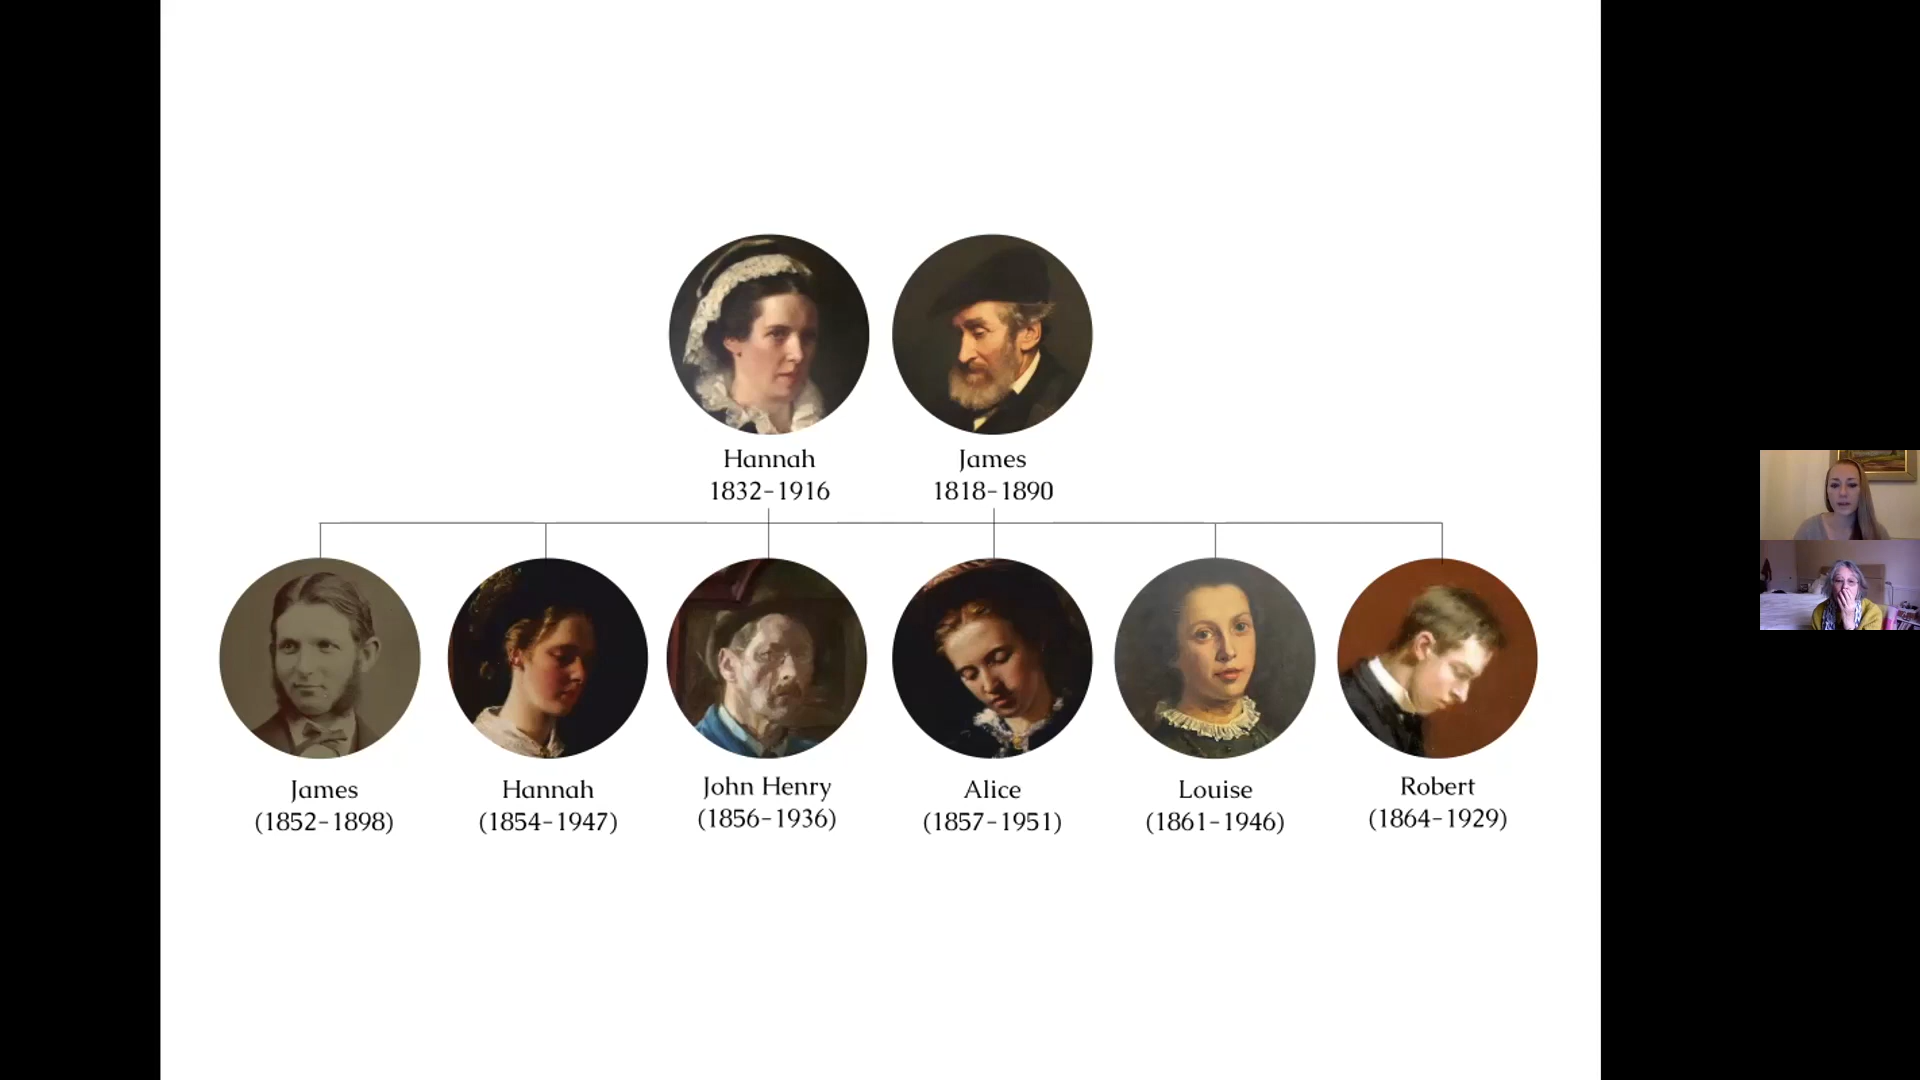 Hannah
1832-1916
James
1818-1890
James
(1852-1898)
Hannah
(1854-1947)
John Henry
(1856-1936)
Alice
(1857-1951)
Louise
(1861-1946)
Robert
(1864-1929)